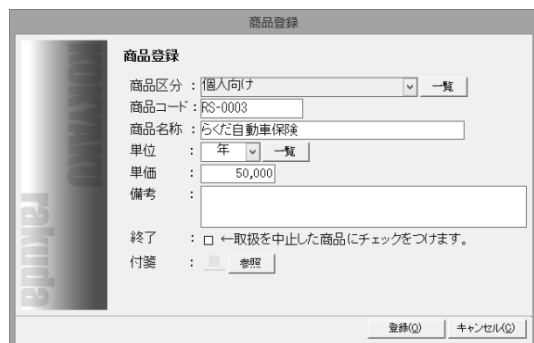 商品登録
商品登録
商品区分 : 個人向け 一覧
商品コード : RS-0003
商品名称 : らくだ自動車保険
単位 : 年 一覧
単価 : 50,000
備考 :
終了 : ←取扱を中止した商品にチェックをつけます。
付箋 : 参照
KOKYAKU
rakuda
登録(O) キャンセル(C)